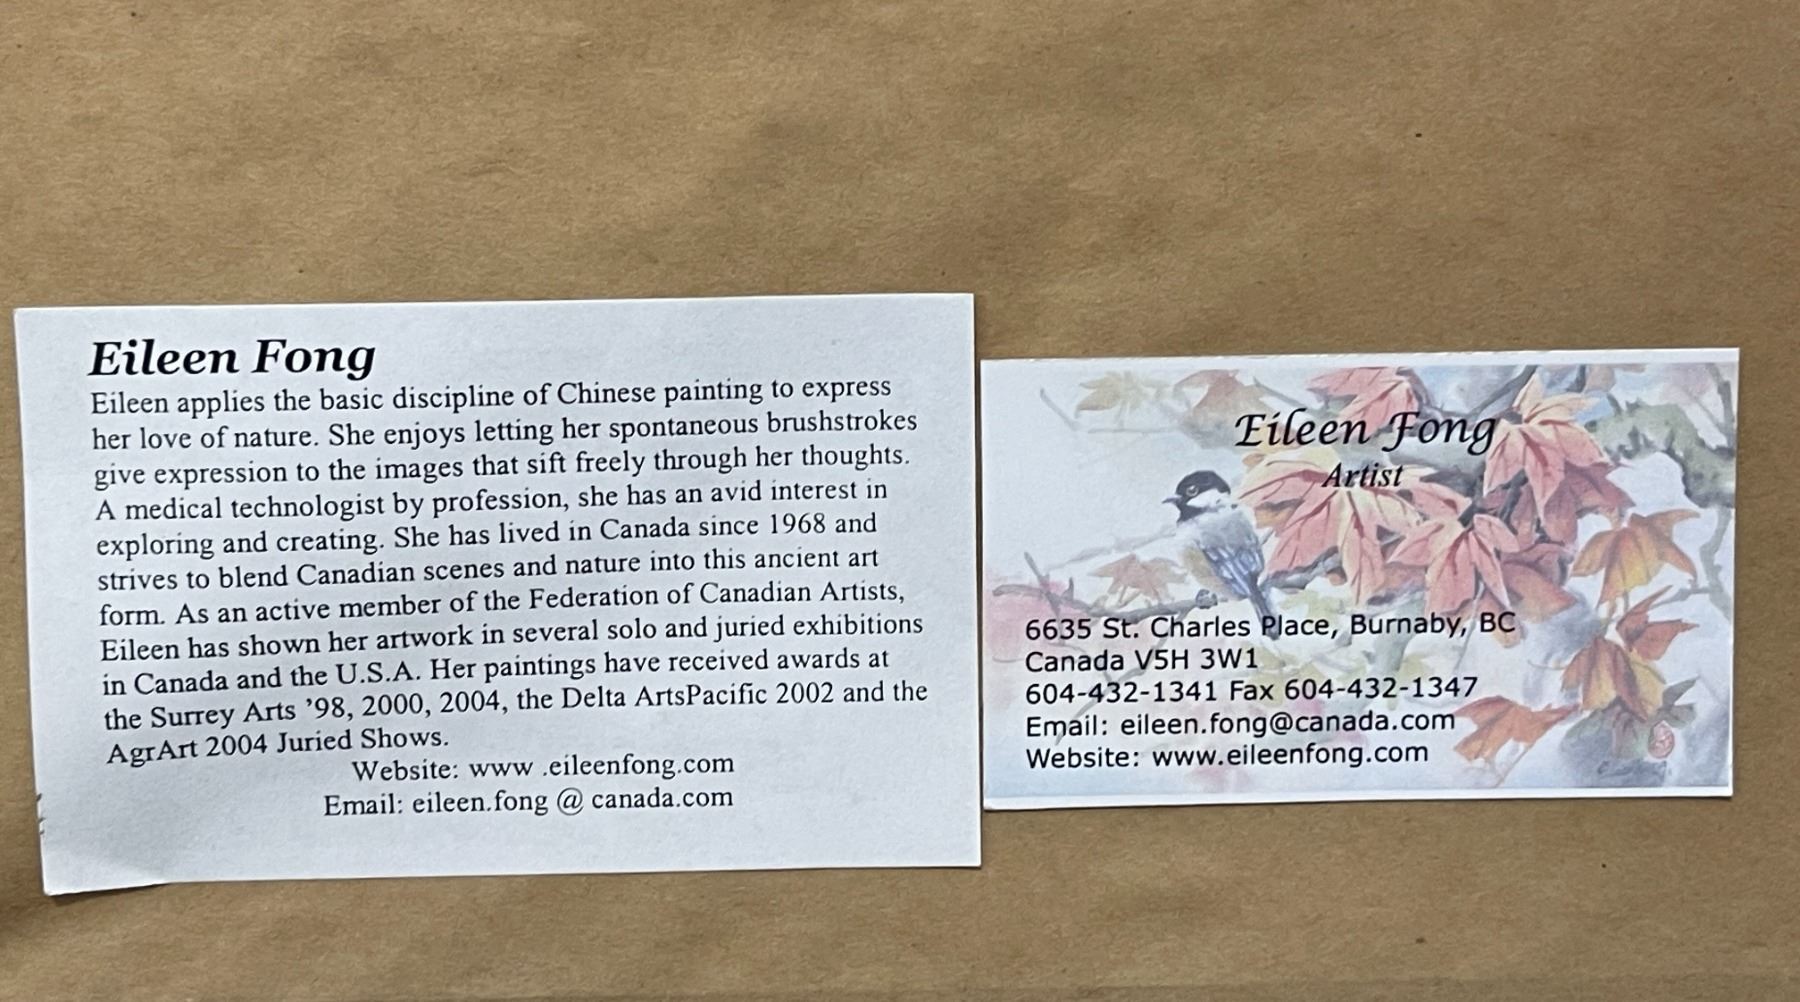 Eileen Fong
Eileen applies the basic discipline of Chinese painting to express
her love of nature. She enjoys letting her spontaneous brushstrokes
give expression to the images that sift freely through her thoughts.
A medical technologist by profession, she has an avid interest in
exploring and creating. She has lived in Canada since 1968 and
strives to blend Canadian scenes and nature into this ancient art
form. As an active member of the Federation of Canadian Artists,
Eileen has shown her artwork in several solo and juried exhibitions
in Canada and the U.S.A. Her paintings have received awards at
the Surrey Arts ’98, 2000, 2004, the Delta ArtsPacific 2002 and the
AgrArt 2004 Juried Shows.
Website: www .eileenfong.com
Email: eileen.fong @ canada.com
Eileen Fong
Artist
6635 St. Charles Place, Burnaby, BC
Canada V5H 3W1
604-432-1341 Fax 604-432-1347
Email: eileen.fong@canada.com
Website: www.eileenfong.com